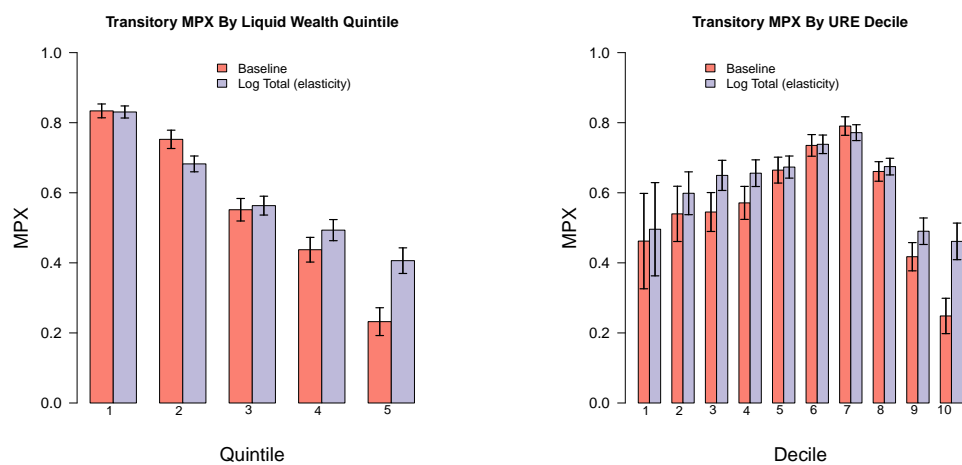 Transitory MPX By Liquid Wealth Quintile
1.0
0.8
0.6
0.4
0.2
0.0
MPX
Baseline
Log Total (elasticity)
1 2 3 4 5
Quintile
Transitory MPX By URE Decile
1.0
0.8
0.6
0.4
0.2
0.0
MPX
Baseline
Log Total (elasticity)
1 2 3 4 5 6 7 8 9 10
Decile